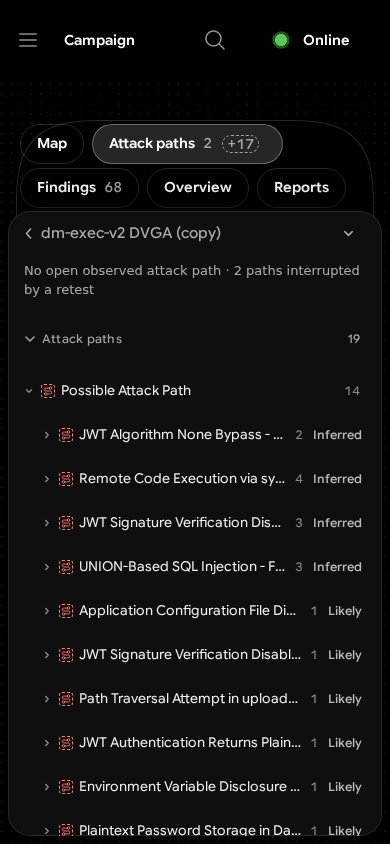 Campaign
Online
Map
Attack paths 2 +17
Findings 68
Overview
Reports
dm-exec-v2 DVGA (copy)
No open observed attack path · 2 paths interrupted
by a retest
Attack paths 19
Possible Attack Path 14
JWT Algorithm None Bypass - ... 2 Inferred
Remote Code Execution via sy... 4 Inferred
JWT Signature Verification Dis... 3 Inferred
UNION-Based SQL Injection - F... 3 Inferred
Application Configuration File Di... 1 Likely
JWT Signature Verification Disabl... 1 Likely
Path Traversal Attempt in upload... 1 Likely
JWT Authentication Returns Plain... 1 Likely
Environment Variable Disclosure ... 1 Likely
Plaintext Password Storage in Da... 1 Likely